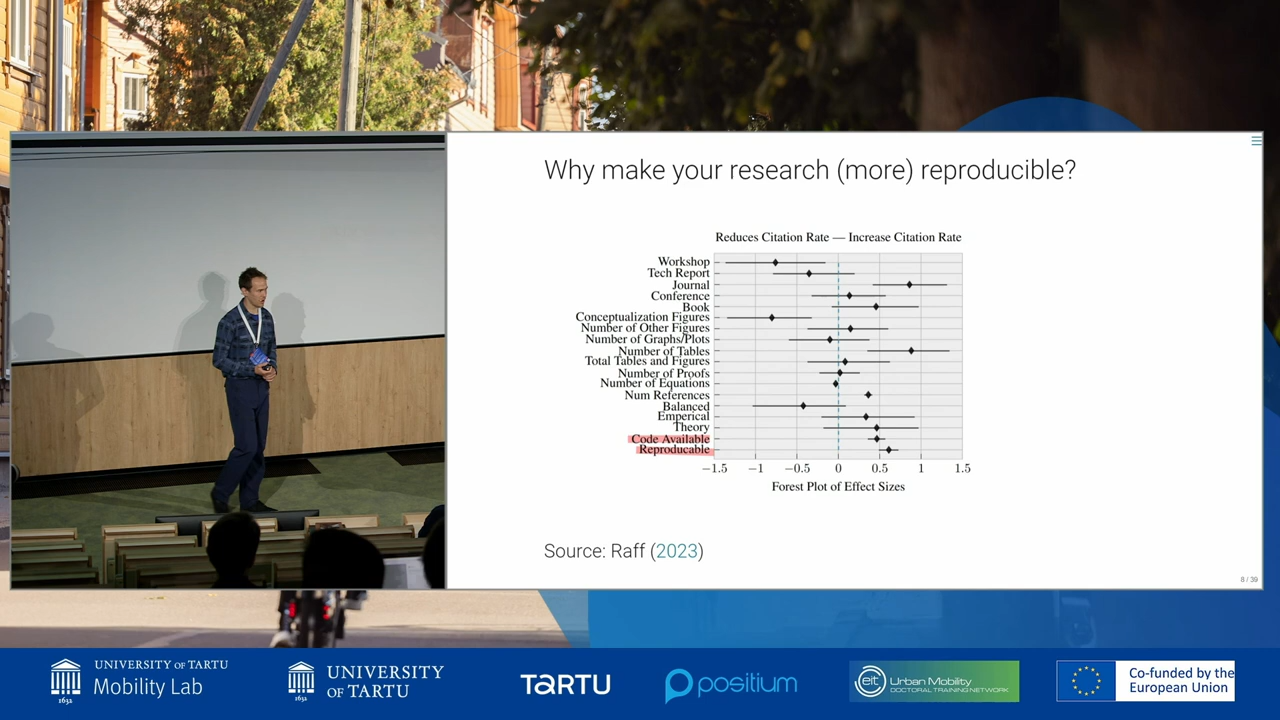 Why make your research (more) reproducible?
Reduces Citation Rate — Increase Citation Rate
Workshop
Tech Report
Journal
Conference
Book
Conceptualization Figures
Number of Other Figures
Number of Graphs/Plots
Number of Tables
Total Tables and Figures
Number of Proofs
Number of Equations
Num References
Balanced
Emperical
Theory
Code Available
Reproducable
−1.5 −1 −0.5 0 0.5 1 1.5
Forest Plot of Effect Sizes
Source: Raff (2023)
8 / 39
UNIVERSITY OF TARTU
Mobility Lab
1632
UNIVERSITY
OF TARTU
1632
TARTU
positium
eit Urban Mobility
DOCTORAL TRAINING NETWORK
Co-funded by the
European Union